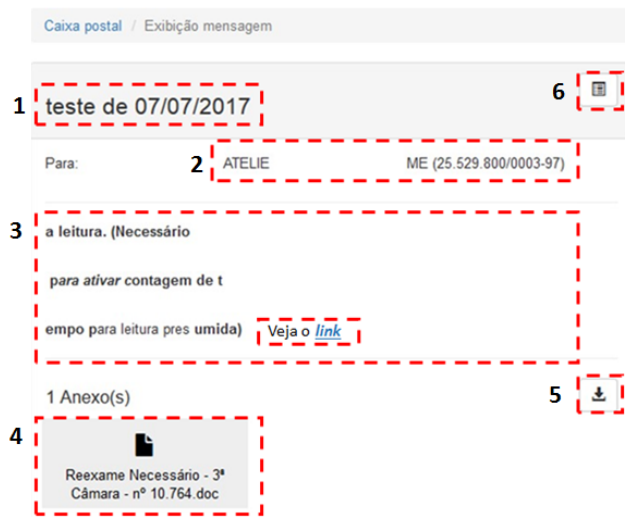 Caixa postal / Exibição mensagem
1 teste de 07/07/2017 6
Para: 2 ATELIE ME (25.529.800/0003-97)
3 a leitura. (Necessário
para ativar contagem de t
empo para leitura pres umida) Veja o link
1 Anexo(s) 5
4
Reexame Necessário - 3ª
Câmara - nº 10.764.doc